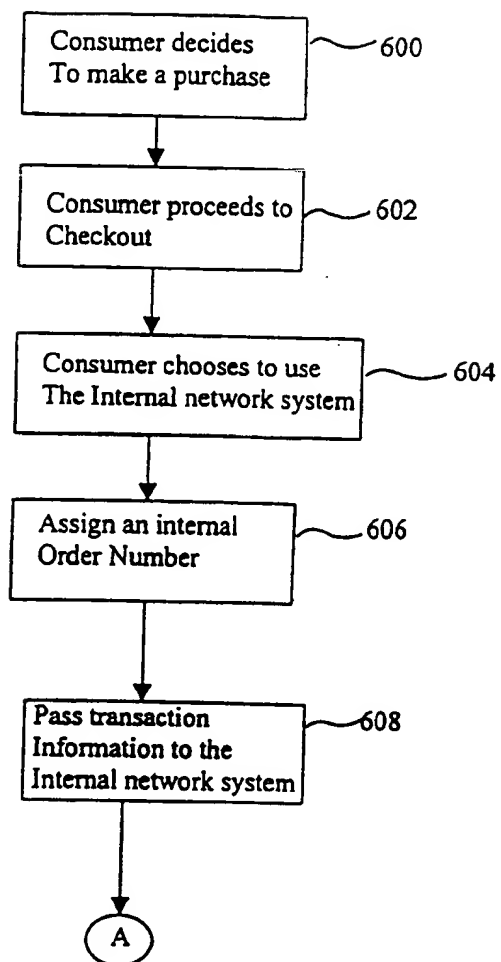 Consumer decides
To make a purchase
600
Consumer proceeds to
Checkout
602
Consumer chooses to use
The Internal network system
604
Assign an internal
Order Number
606
Pass transaction
Information to the
Internal network system
608
A